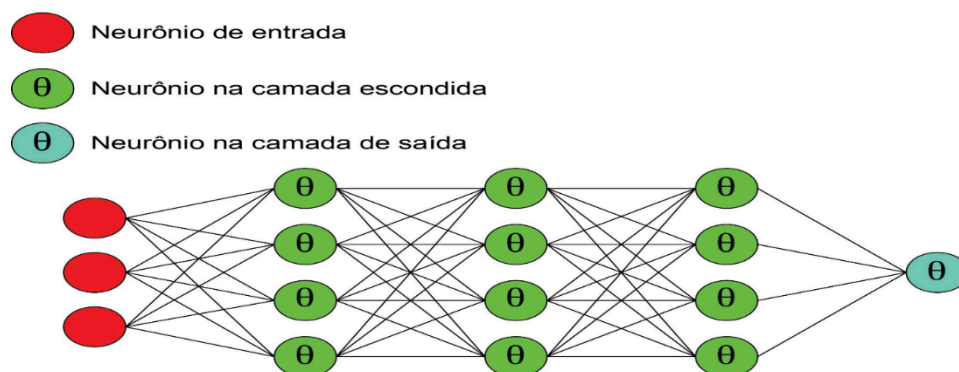 Neurônio de entrada
θ Neurônio na camada escondida
θ Neurônio na camada de saída
θ θ θ
θ θ θ
θ
θ θ θ
θ θ θ